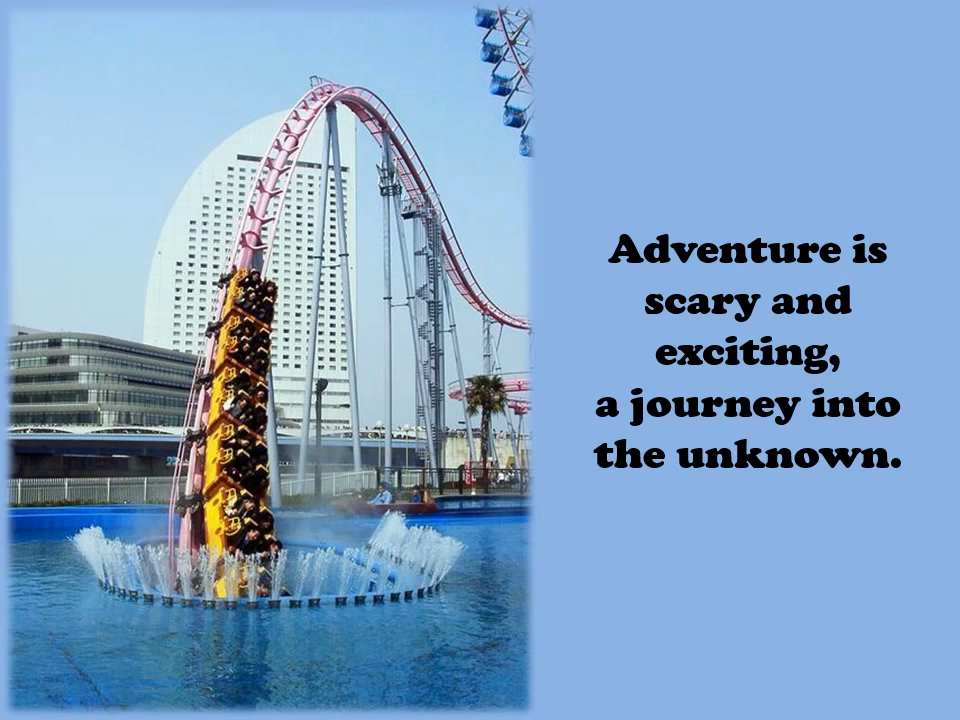 Adventure is
scary and
exciting,
a journey into
the unknown.